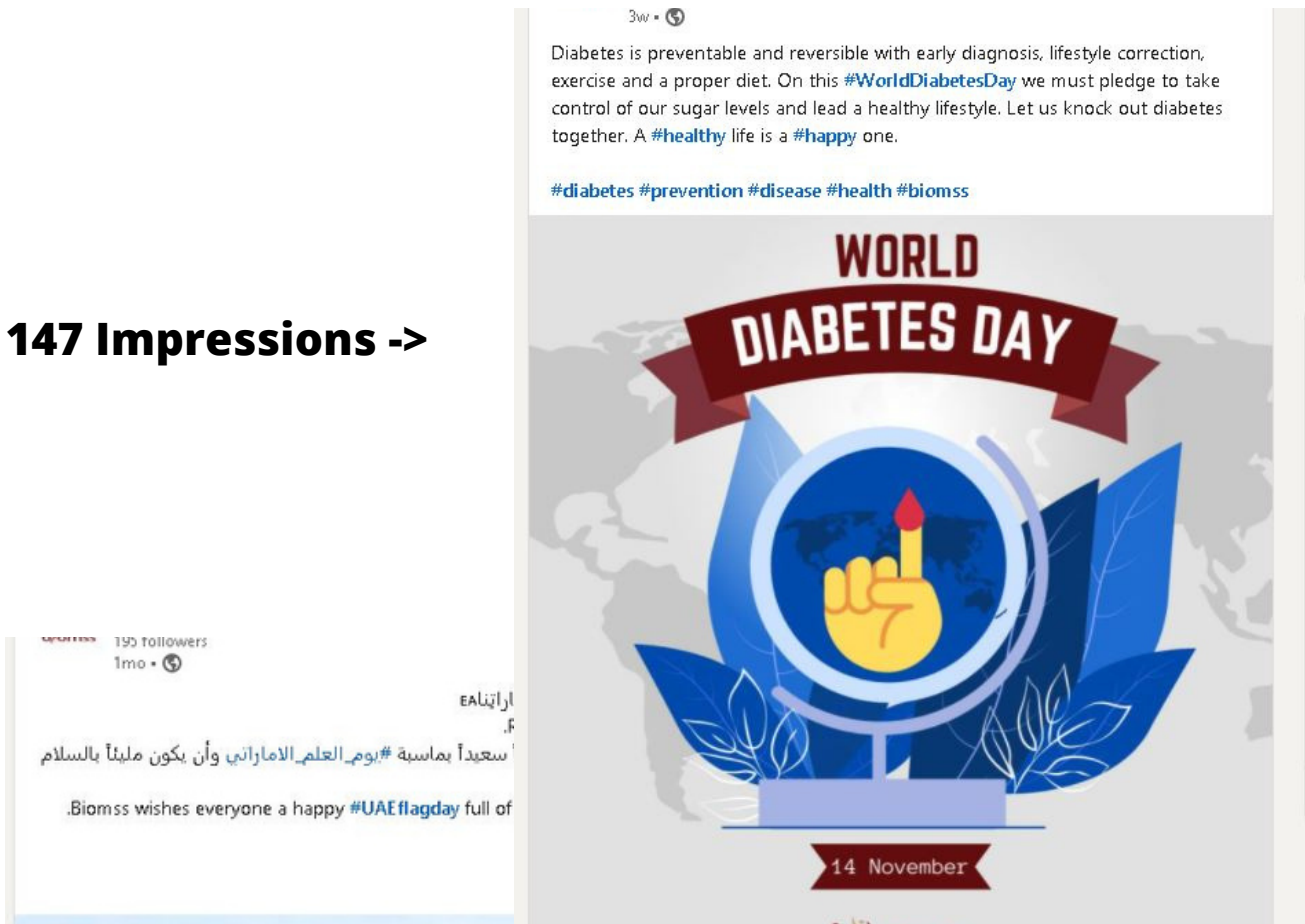 3w •
Diabetes is preventable and reversible with early diagnosis, lifestyle correction,
exercise and a proper diet. On this #WorldDiabetesDay we must pledge to take
control of our sugar levels and lead a healthy lifestyle. Let us knock out diabetes
together. A #healthy life is a #happy one.
#diabetes #prevention #disease #health #biomss
WORLD
DIABETES DAY
14 November
147 Impressions ->
195 followers
1mo •
سعيداً بماسبة #يوم_العلم_الاماراتي وأن يكون مليئاً بالسلام
.Biomss wishes everyone a happy #UAEflagday full of